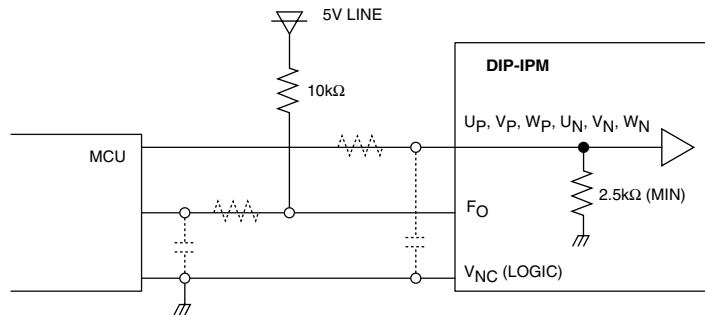 5V LINE
DIP-IPM
10kΩ
UP, VP, WP, UN, VN, WN
MCU
2.5kΩ (MIN)
FO
VNC (LOGIC)